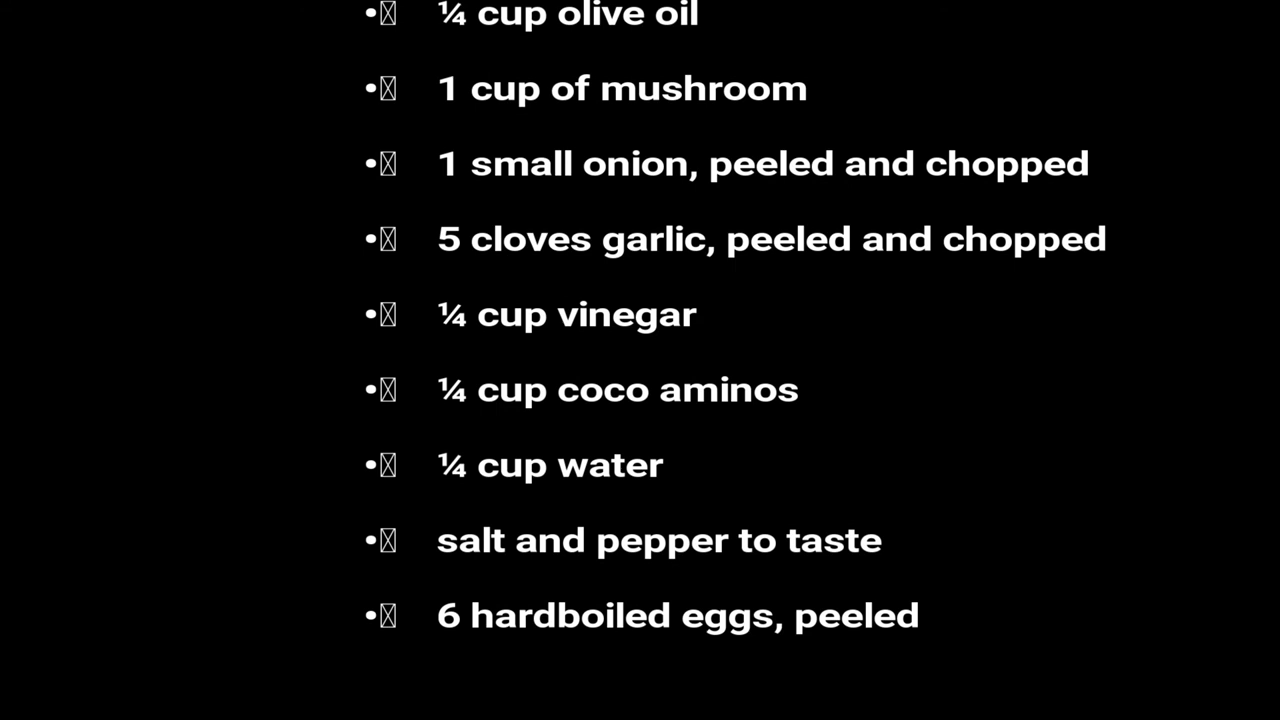 • ¼ cup olive oil
• 1 cup of mushroom
• 1 small onion, peeled and chopped
• 5 cloves garlic, peeled and chopped
• ¼ cup vinegar
• ¼ cup coco aminos
• ¼ cup water
• salt and pepper to taste
• 6 hardboiled eggs, peeled